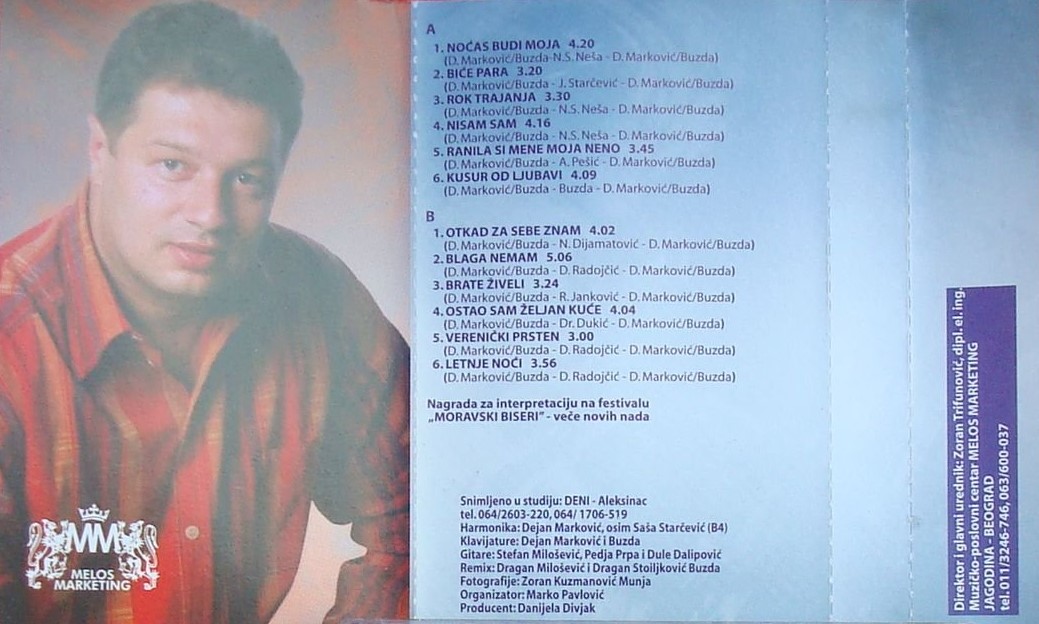 A
1. NOĆAS BUDI MOJA 4.20
(D. Marković/Buzda-N.S. Neša - D. Marković/Buzda)
2. BIĆE PARA 3.20
(D. Marković/Buzda - J. Starčević - D. Marković/Buzda)
3. ROK TRAJANJA 3.30
(D. Marković/Buzda - N.S. Neša - D. Marković/Buzda)
4. NISAM SAM 4.16
(D. Marković/Buzda - N.S. Neša - D. Marković/Buzda)
5. RANILA SI MENE MOJA NENO 3.45
(D. Marković/Buzda - A. Pešić - D. Marković/Buzda)
6. KUSUR OD LJUBAVI 4.09
(D. Marković/Buzda - Buzda - D. Marković/Buzda)
B
1. OTKAD ZA SEBE ZNAM 4.02
(D. Marković/Buzda - N. Dijamatović - D. Marković/Buzda)
2. BLAGA NEMAM 5.06
(D. Marković/Buzda - D. Radojčić - D. Marković/Buzda)
3. BRATE ŽIVELI 3.24
(D. Marković/Buzda - R. Janković - D. Marković/Buzda)
4. OSTAO SAM ŽELJAN KUĆE 4.04
(D. Marković/Buzda - Dr. Dukić - D. Marković/Buzda)
5. VERENIČKI PRSTEN 3.00
(D. Marković/Buzda - D. Radojčić - D. Marković/Buzda)
6. LETNJE NOĆI 3.56
(D. Marković/Buzda - D. Radojčić - D. Marković/Buzda)
Nagrada za interpretaciju na festivalu
„MORAVSKI BISERI" - veče novih nada
Snimljeno u studiju: DENI - Aleksinac
tel. 064/2603-220, 064/ 1706-519
Harmonika: Dejan Marković, osim Saša Starčević (B4)
Klavijature: Dejan Marković i Buzda
Gitare: Stefan Milošević, Pedja Prpa i Dule Dalipović
Remix: Dragan Milošević i Dragan Stoiljković Buzda
Fotografije: Zoran Kuzmanović Munja
Organizator: Marko Pavlović
Producent: Danijela Divjak
MM
MELOS
MARKETING
Direktor i glavni urednik: Zoran Trifunović, dipl. el. ing.
Muzičko-poslovni centar MELOS MARKETING
JAGODINA - BEOGRAD
tel. 011/3246-746, 063/600-037